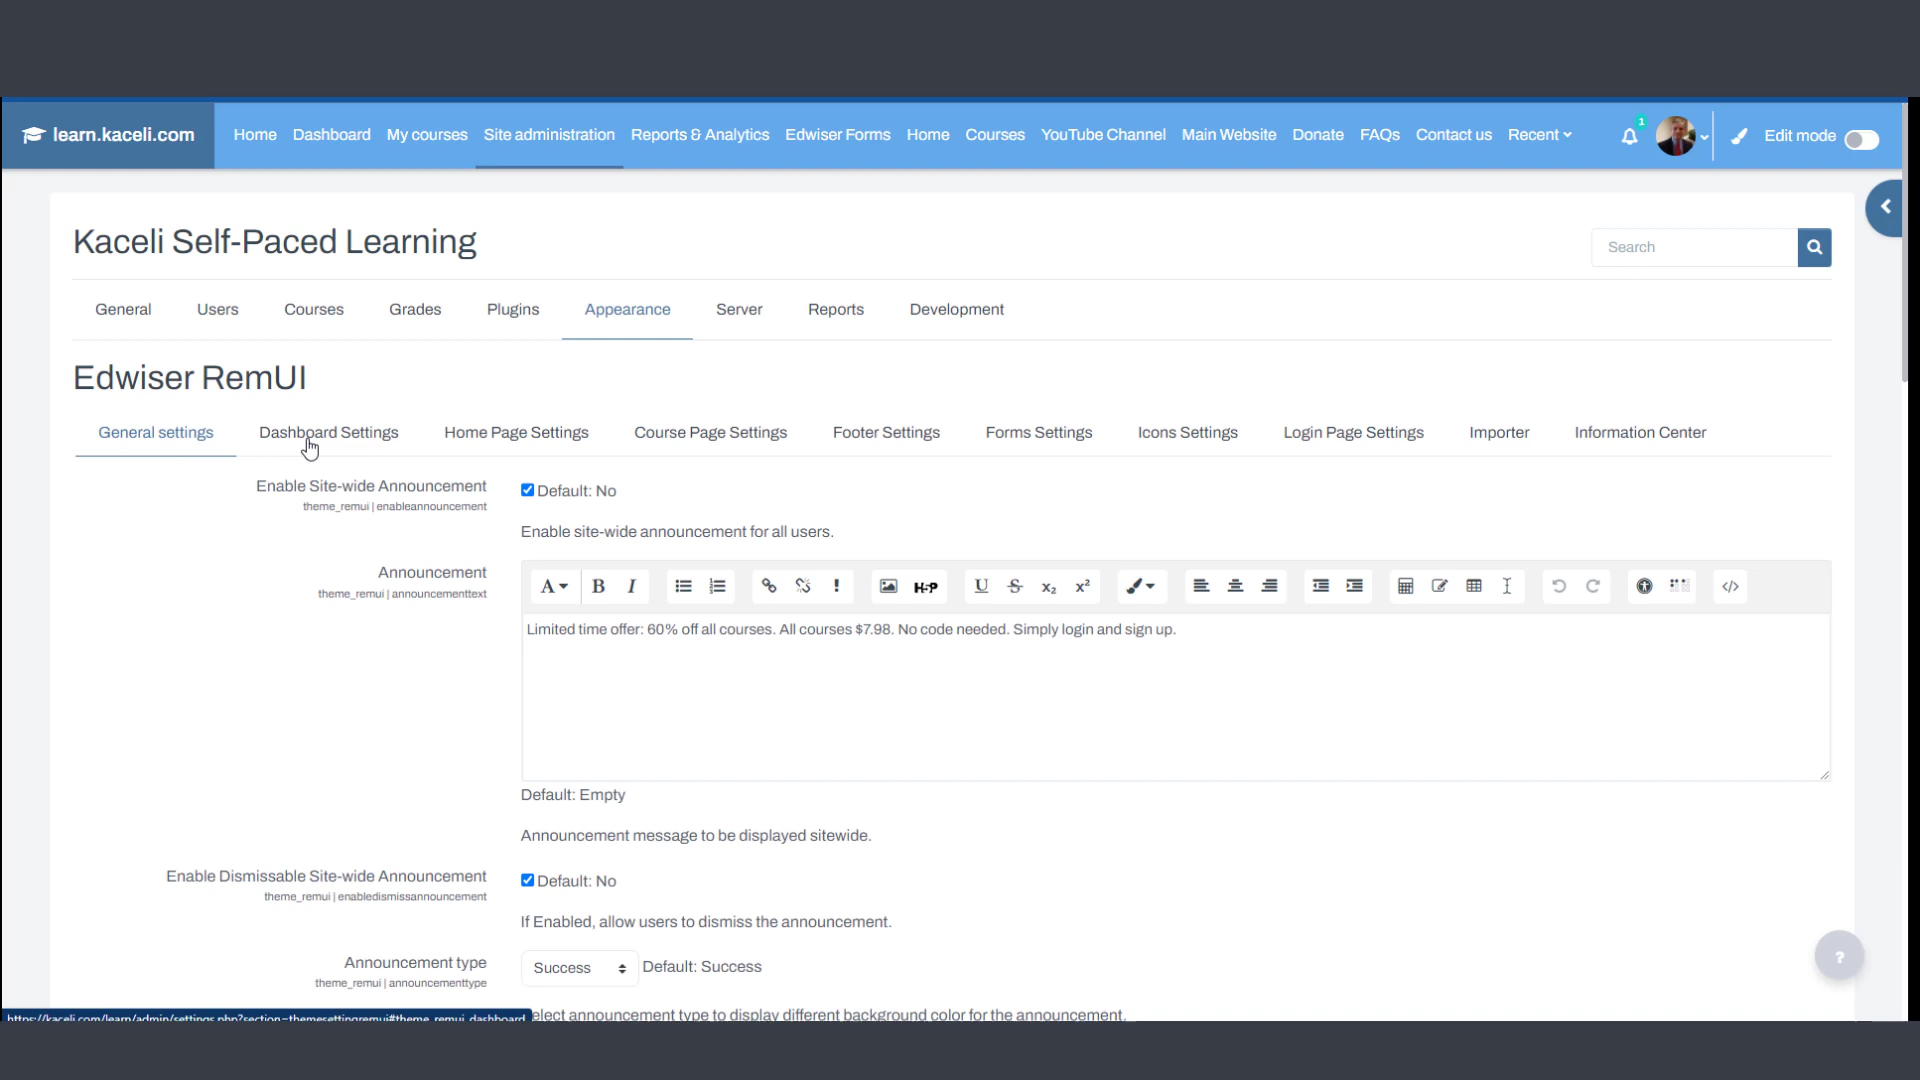 learn.kaceli.com
Home Dashboard My courses Site administration Reports & Analytics Edwiser Forms Home Courses YouTube Channel Main Website Donate FAQs Contact us Recent
1
Edit mode
Kaceli Self-Paced Learning
Search
General Users Courses Grades Plugins Appearance Server Reports Development
Edwiser RemUI
General settings Dashboard Settings Home Page Settings Course Page Settings Footer Settings Forms Settings Icons Settings Login Page Settings Importer Information Center
Enable Site-wide Announcement
theme_remui | enableannouncement
Default: No
Enable site-wide announcement for all users.
Announcement
theme_remui | announcementtext
A B I H-P U S x₂ x²
Limited time offer: 60% off all courses. All courses $7.98. No code needed. Simply login and sign up.
Default: Empty
Announcement message to be displayed sitewide.
Enable Dismissable Site-wide Announcement
theme_remui | enabledismissannouncement
Default: No
If Enabled, allow users to dismiss the announcement.
Announcement type
theme_remui | announcementtype
Success Default: Success
?
https://kaceli.com/learn/admin/settings.php?section=themesettingremui#theme_remui_dashboard
elect announcement type to display different background color for the announcement.